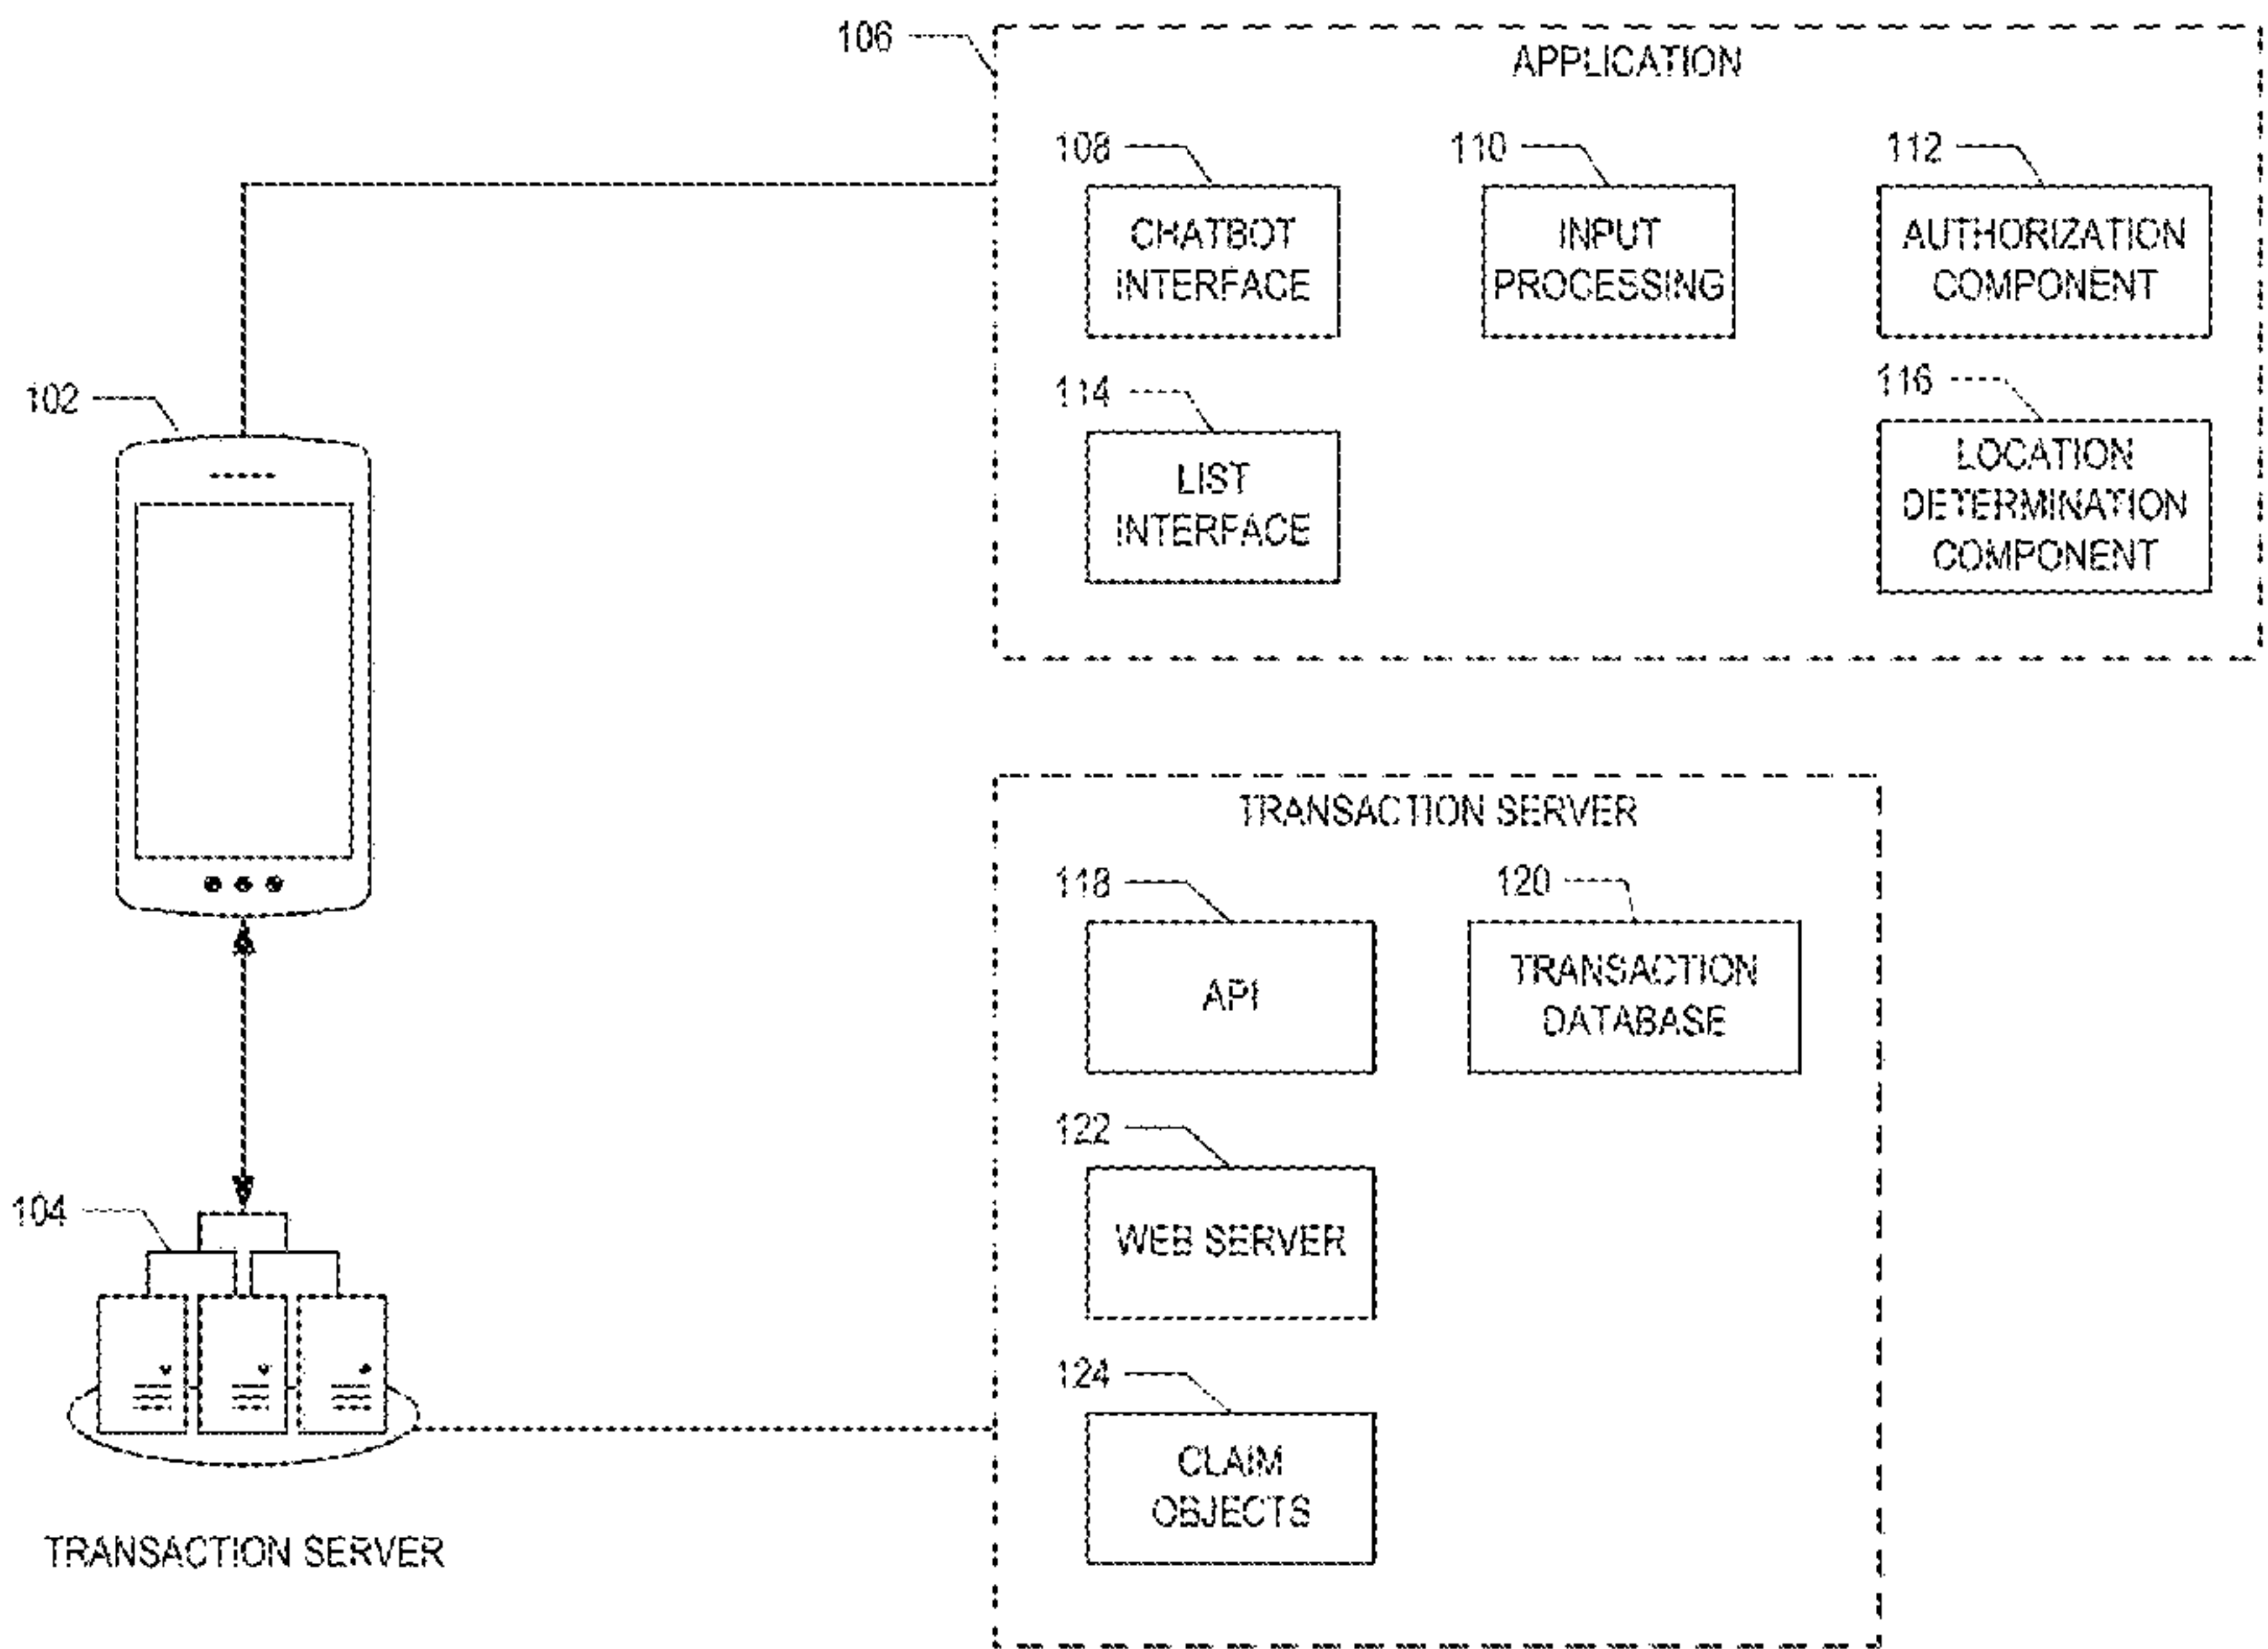 106
APPLICATION
108
110
112
CHATBOT
INTERFACE
INPUT
PROCESSING
AUTHORIZATION
COMPONENT
102
114
116
LIST
INTERFACE
LOCATION
DETERMINATION
COMPONENT
TRANSACTION SERVER
118
120
API
TRANSACTION
DATABASE
122
104
WEB SERVER
124
CLAIM
OBJECTS
TRANSACTION SERVER